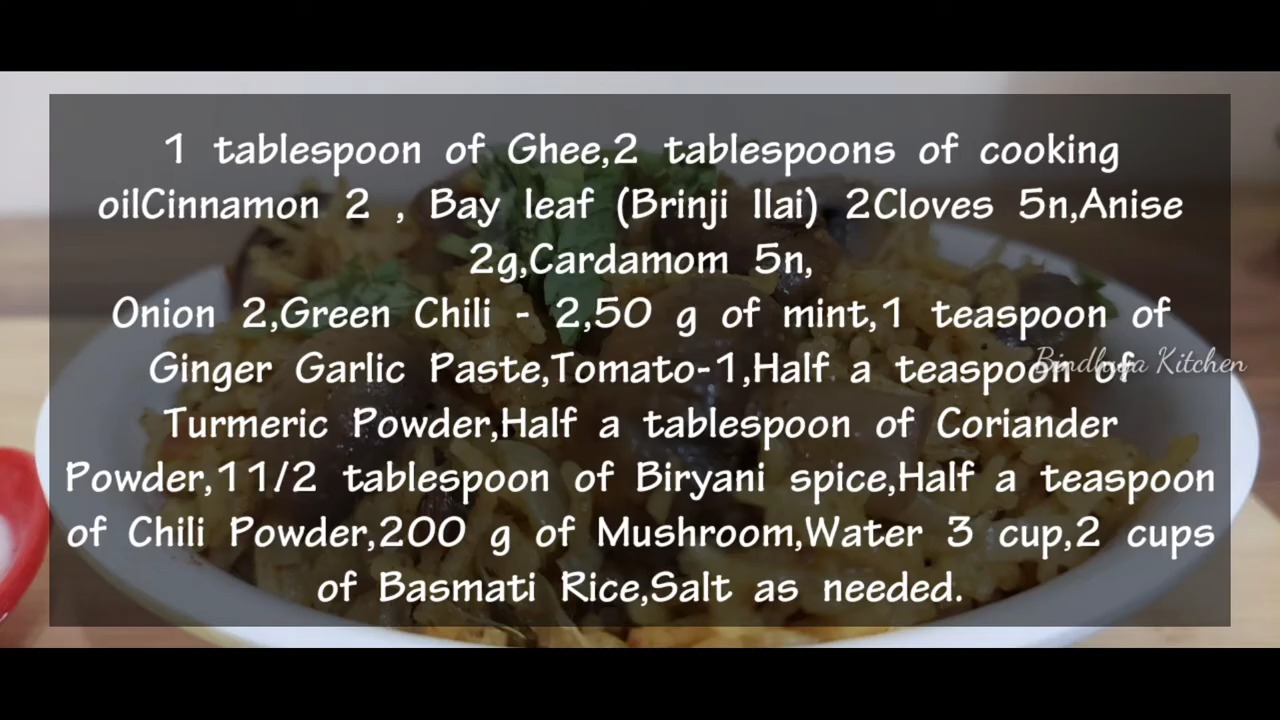 1 tablespoon of Ghee,2 tablespoons of cooking
oilCinnamon 2 , Bay leaf (Brinji Ilai) 2Cloves 5n,Anise
2g,Cardamom 5n,
Onion 2,Green Chili - 2,50 g of mint,1 teaspoon of
Ginger Garlic Paste,Tomato-1,Half a teaspoon of
Turmeric Powder,Half a tablespoon of Coriander
Powder,11/2 tablespoon of Biryani spice,Half a teaspoon
of Chili Powder,200 g of Mushroom,Water 3 cup,2 cups
of Basmati Rice,Salt as needed.
Kitchen